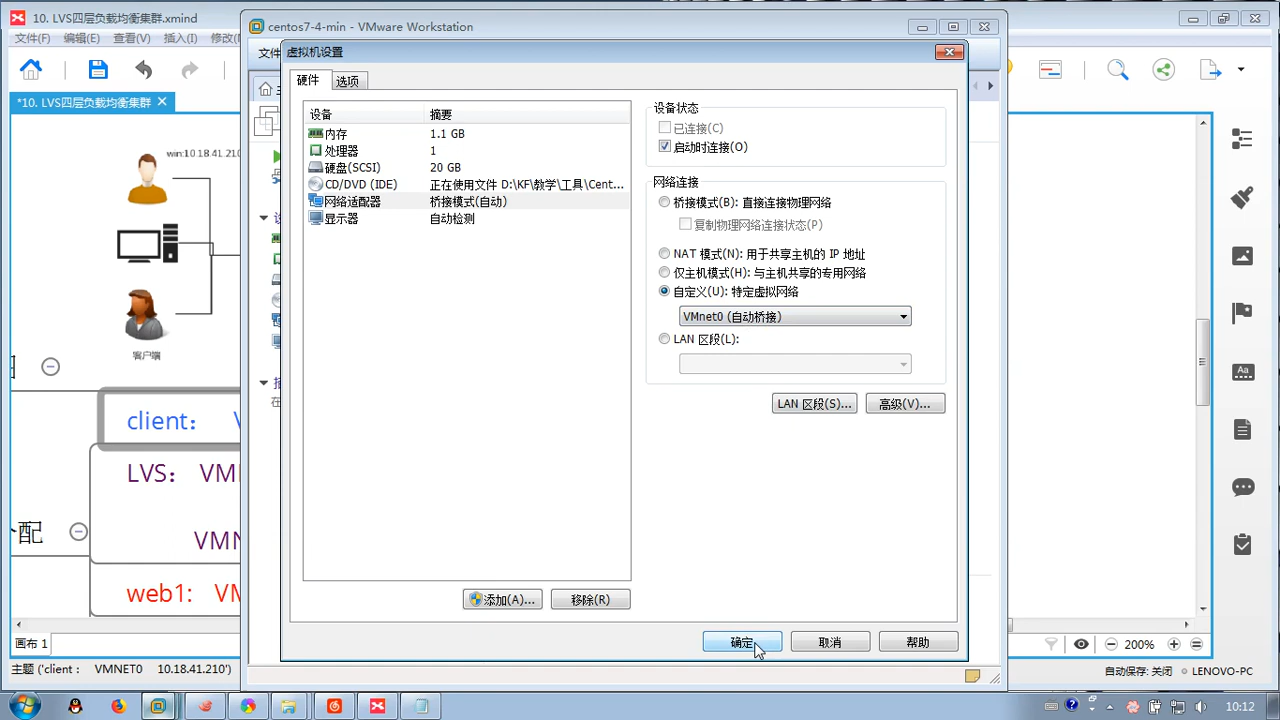 10. LVS四层负载均衡集群.xmind
文件(F) 编辑(E) 查看(V) 插入(I) 修改(
*10. LVS四层负载均衡集群
win:10.18.41.210
客户端
client： V
LVS： VM
VMN
web1: VM
配
画布 1
主题 ('client： VMNET0 10.18.41.210')
centos7-4-min - VMware Workstation
文件
虚拟机设置
硬件 选项
设备 摘要
内存 1.1 GB
处理器 1
硬盘(SCSI) 20 GB
CD/DVD (IDE) 正在使用文件 D:\KF\教学\工具\Cent...
网络适配器 桥接模式(自动)
显示器 自动检测
添加(A)... 移除(R)
设备状态
已连接(C)
启动时连接(O)
网络连接
桥接模式(B): 直接连接物理网络
复制物理网络连接状态(P)
NAT 模式(N): 用于共享主机的 IP 地址
仅主机模式(H): 与主机共享的专用网络
自定义(U): 特定虚拟网络
VMnet0 (自动桥接)
LAN 区段(L):
LAN 区段(S)... 高级(V)...
确定 取消 帮助
Aa
200%
自动保存: 关闭 LENOVO-PC
10:12